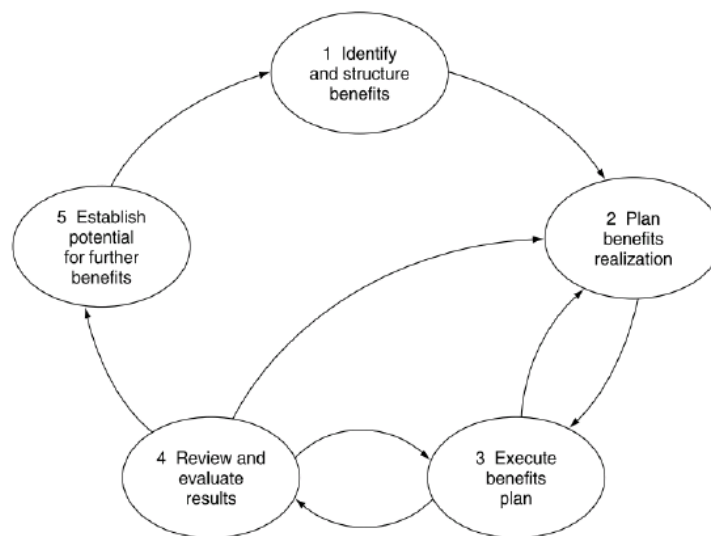 1 Identify
and structure
benefits
2 Plan
benefits
realization
3 Execute
benefits
plan
4 Review and
evaluate
results
5 Establish
potential
for further
benefits